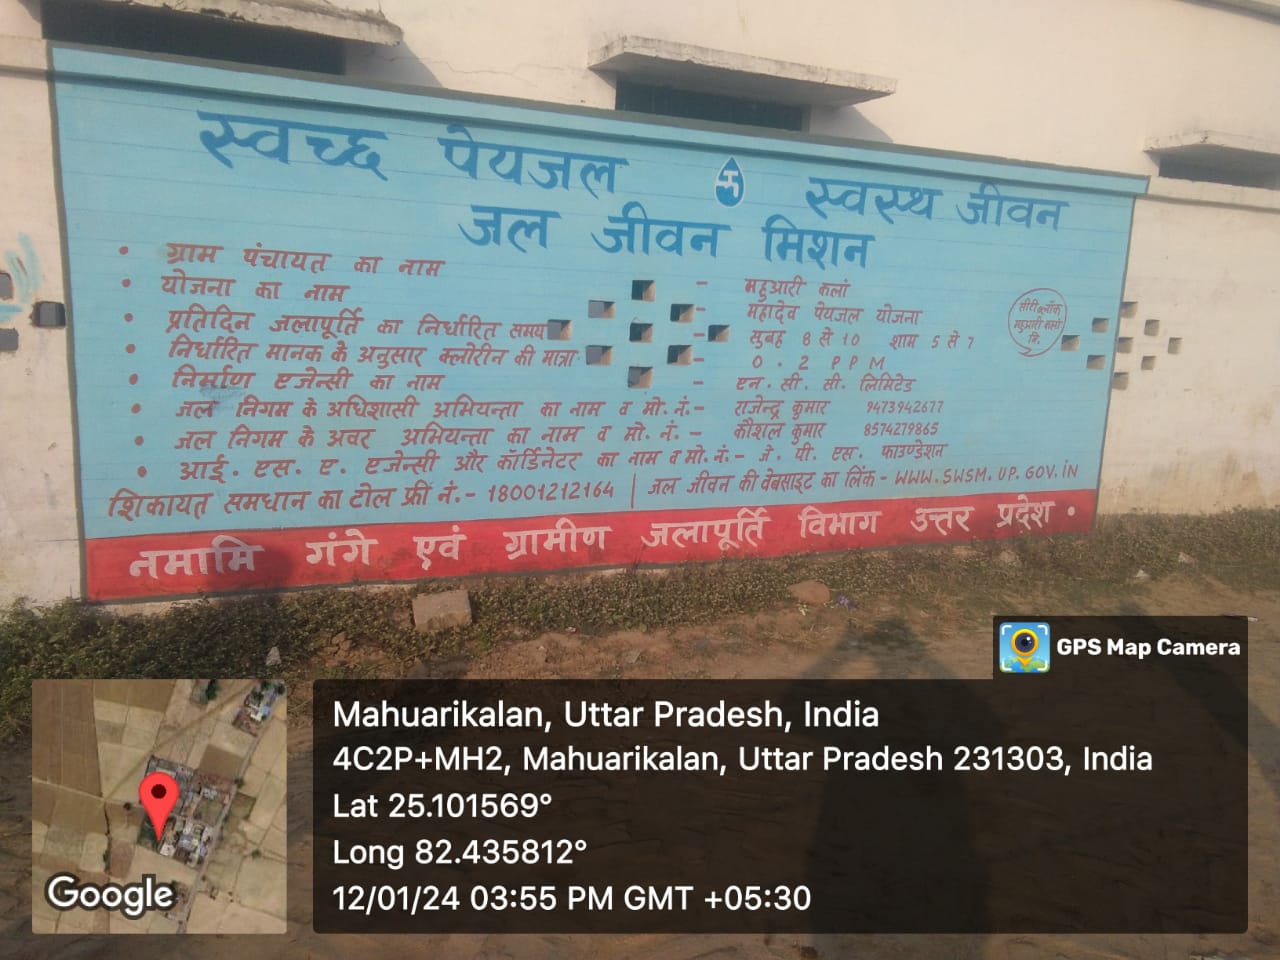 स्वच्छ पेयजल स्वस्थ जीवन
जल जीवन मिशन
• ग्राम पंचायत का नाम - महुआरी कलां
• योजना का नाम - महादेव पेयजल योजना
• प्रतिदिन जलापूर्ति का निर्धारित समय - सुबह 8 से 10 शाम 5 से 7
• निर्धारित मानक के अनुसार क्लोरीन की मात्रा - 0.2 PPM
• निर्माण एजेन्सी का नाम - एन. सी. सी. लिमिटेड
• जल निगम के अधिशासी अभियन्ता का नाम व मो. नं.- राजेन्द्र कुमार 9473942677
• जल निगम के अवर अभियन्ता का नाम व मो. नं. - कौशल कुमार 8574279865
• आई. एस. ए. एजेन्सी और कॉर्डिनेटर का नाम व मो. नं.- जे. पी. एस. फाउण्डेशन
शिकायत समधान का टोल फ्री नं.- 18001212164 | जल जीवन की वेबसाइट का लिंक - WWW.SWSM.UP.GOV.IN
नमामि गंगे एवं ग्रामीण जलापूर्ति विभाग उत्तर प्रदेश •
महुआरी कलां
GPS Map Camera
Mahuarikalan, Uttar Pradesh, India
4C2P+MH2, Mahuarikalan, Uttar Pradesh 231303, India
Lat 25.101569°
Long 82.435812°
12/01/24 03:55 PM GMT +05:30
Google